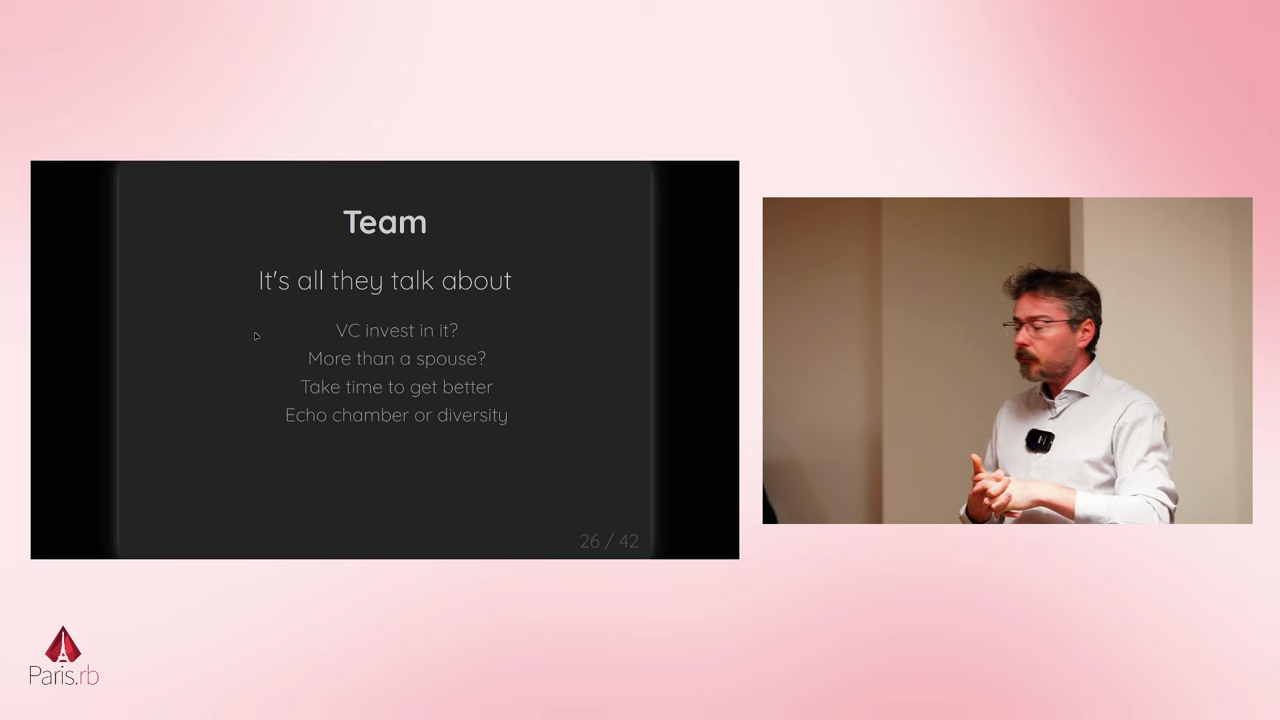 Team
It's all they talk about
VC invest in it?
More than a spouse?
Take time to get better
Echo chamber or diversity
26 / 42
Paris.rb